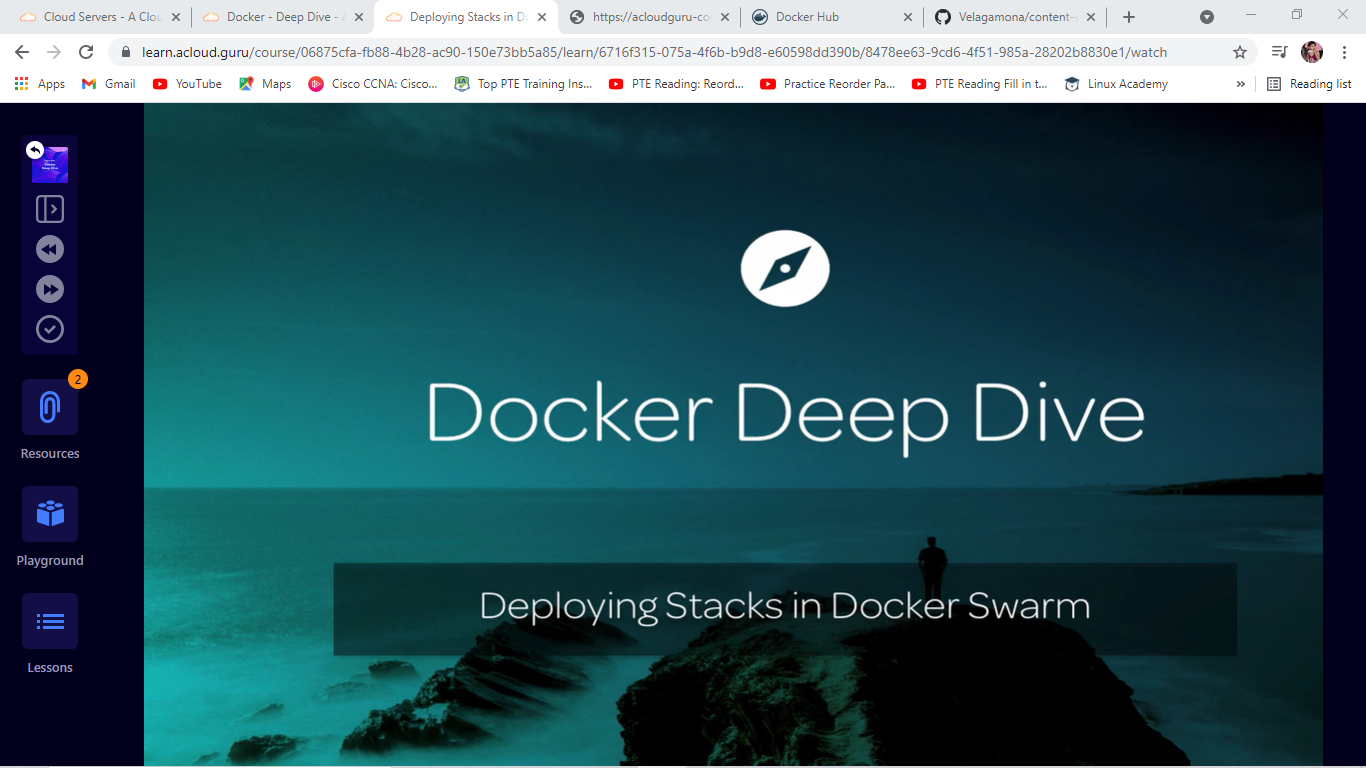 Cloud Servers - A Clou
Docker - Deep Dive - A
Deploying Stacks in Do
https://acloudguru-co
Docker Hub
Velagamona/content-
learn.acloud.guru/course/06875cfa-fb88-4b28-ac90-150e73bb5a85/learn/6716f315-075a-4f6b-b9d8-e60598dd390b/8478ee63-9cd6-4f51-985a-28202b8830e1/watch
Apps
Gmail
YouTube
Maps
Cisco CCNA: Cisco...
Top PTE Training Ins...
PTE Reading: Reord...
Practice Reorder Pa...
PTE Reading Fill in t...
Linux Academy
»
Reading list
2
Resources
Playground
Lessons
Docker Deep Dive
Deploying Stacks in Docker Swarm